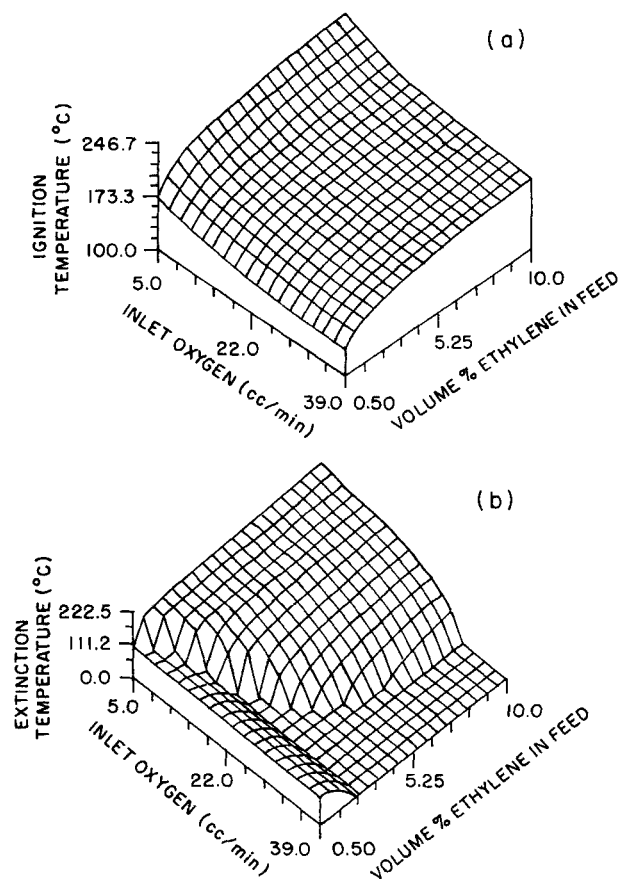 (a)
IGNITION
TEMPERATURE (°C)
246.7
173.3
100.0
5.0
22.0
39.0
INLET OXYGEN (cc/min)
0.50
5.25
10.0
VOLUME % ETHYLENE IN FEED
(b)
EXTINCTION
TEMPERATURE (°C)
222.5
111.2
0.0
5.0
22.0
39.0
INLET OXYGEN (cc/min)
0.50
5.25
10.0
VOLUME % ETHYLENE IN FEED